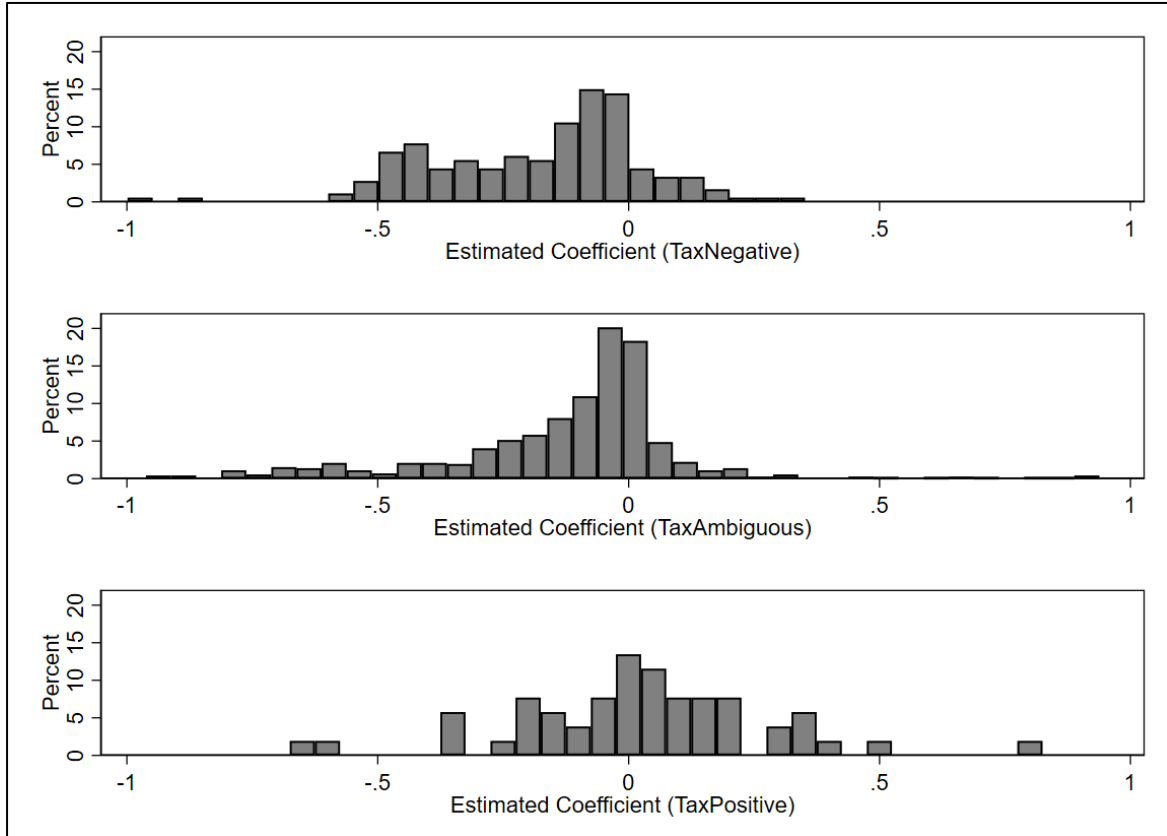 20
15
10
5
0
Percent
-1 -.5 0 .5 1
Estimated Coefficient (TaxNegative)
20
15
10
5
0
Percent
-1 -.5 0 .5 1
Estimated Coefficient (TaxAmbiguous)
20
15
10
5
0
Percent
-1 -.5 0 .5 1
Estimated Coefficient (TaxPositive)